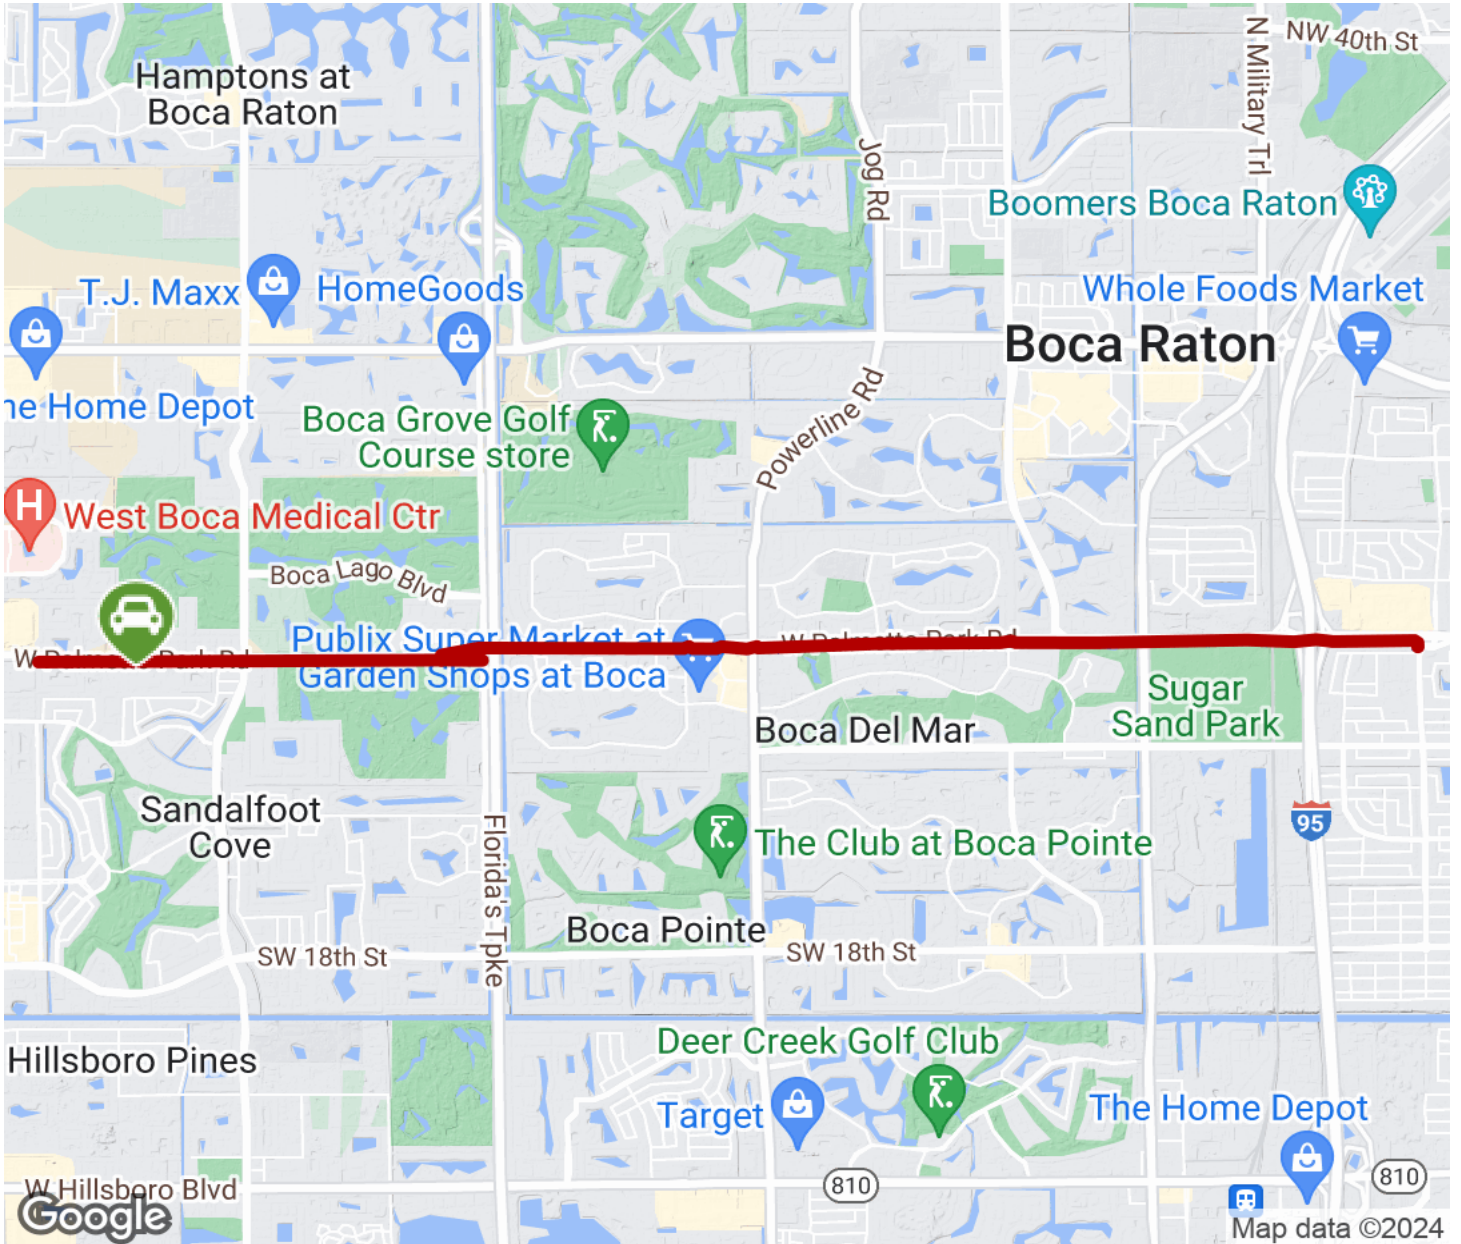 NW 40th St
N Military Trl
Hamptons at
Boca Raton
Jog Rd
Boomers Boca Raton
T.J. Maxx
HomeGoods
Whole Foods Market
Boca Raton
ne Home Depot
Powerline Rd
Boca Grove Golf
Course store
H
West Boca Medical Ctr
Boca Lago Blvd
Publix Super Market at
Garden Shops at Boca
W Palmetto Park Rd
W Palmetto Park Rd
Sugar
Sand Park
Boca Del Mar
Sandalfoot
Cove
Florida's Tpke
95
The Club at Boca Pointe
Boca Pointe
SW 18th St
SW 18th St
Hillsboro Pines
Deer Creek Golf Club
Target
The Home Depot
W Hillsboro Blvd
810
810
Google
Map data ©2024